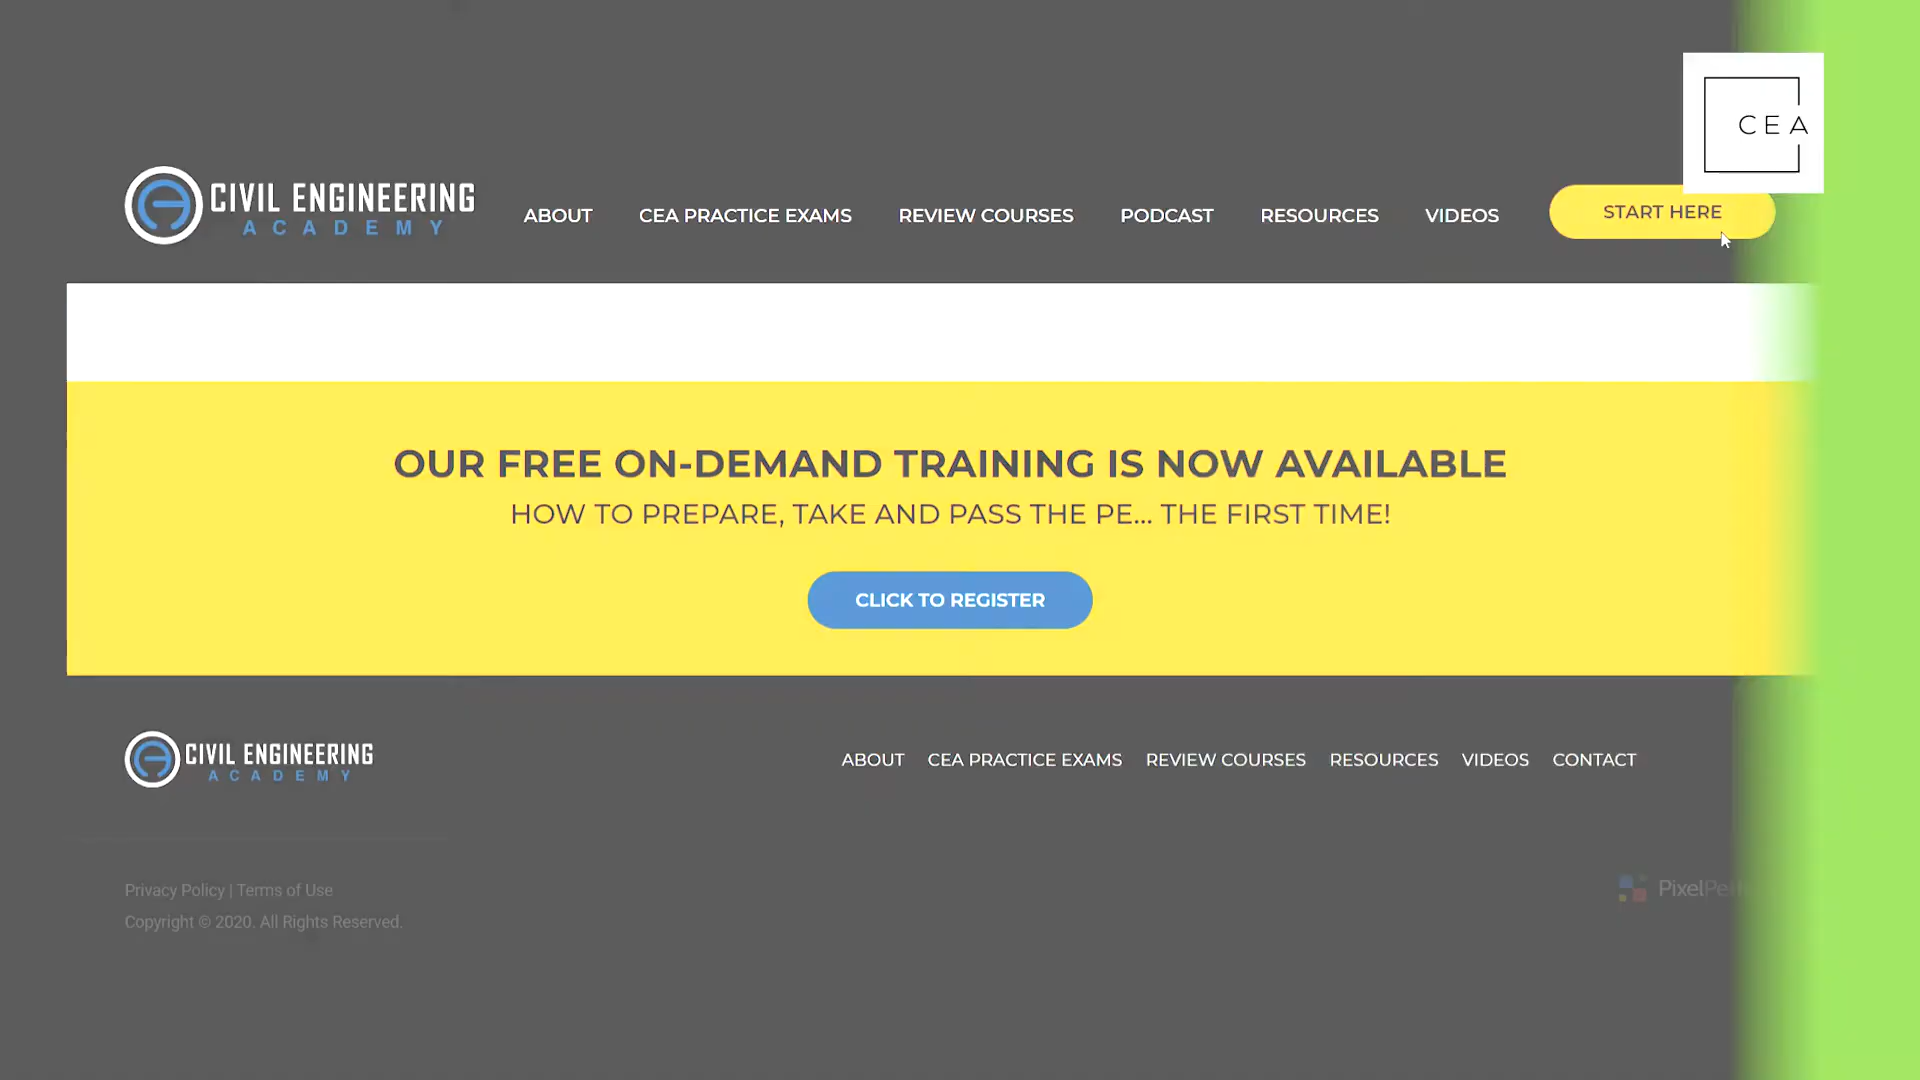 CEA
CIVIL ENGINEERING
ACADEMY
ABOUT CEA PRACTICE EXAMS REVIEW COURSES PODCAST RESOURCES VIDEOS START HERE
OUR FREE ON-DEMAND TRAINING IS NOW AVAILABLE
HOW TO PREPARE, TAKE AND PASS THE PE... THE FIRST TIME!
CLICK TO REGISTER
CIVIL ENGINEERING
ACADEMY
ABOUT CEA PRACTICE EXAMS REVIEW COURSES RESOURCES VIDEOS CONTACT
Privacy Policy | Terms of Use
Copyright © 2020. All Rights Reserved.